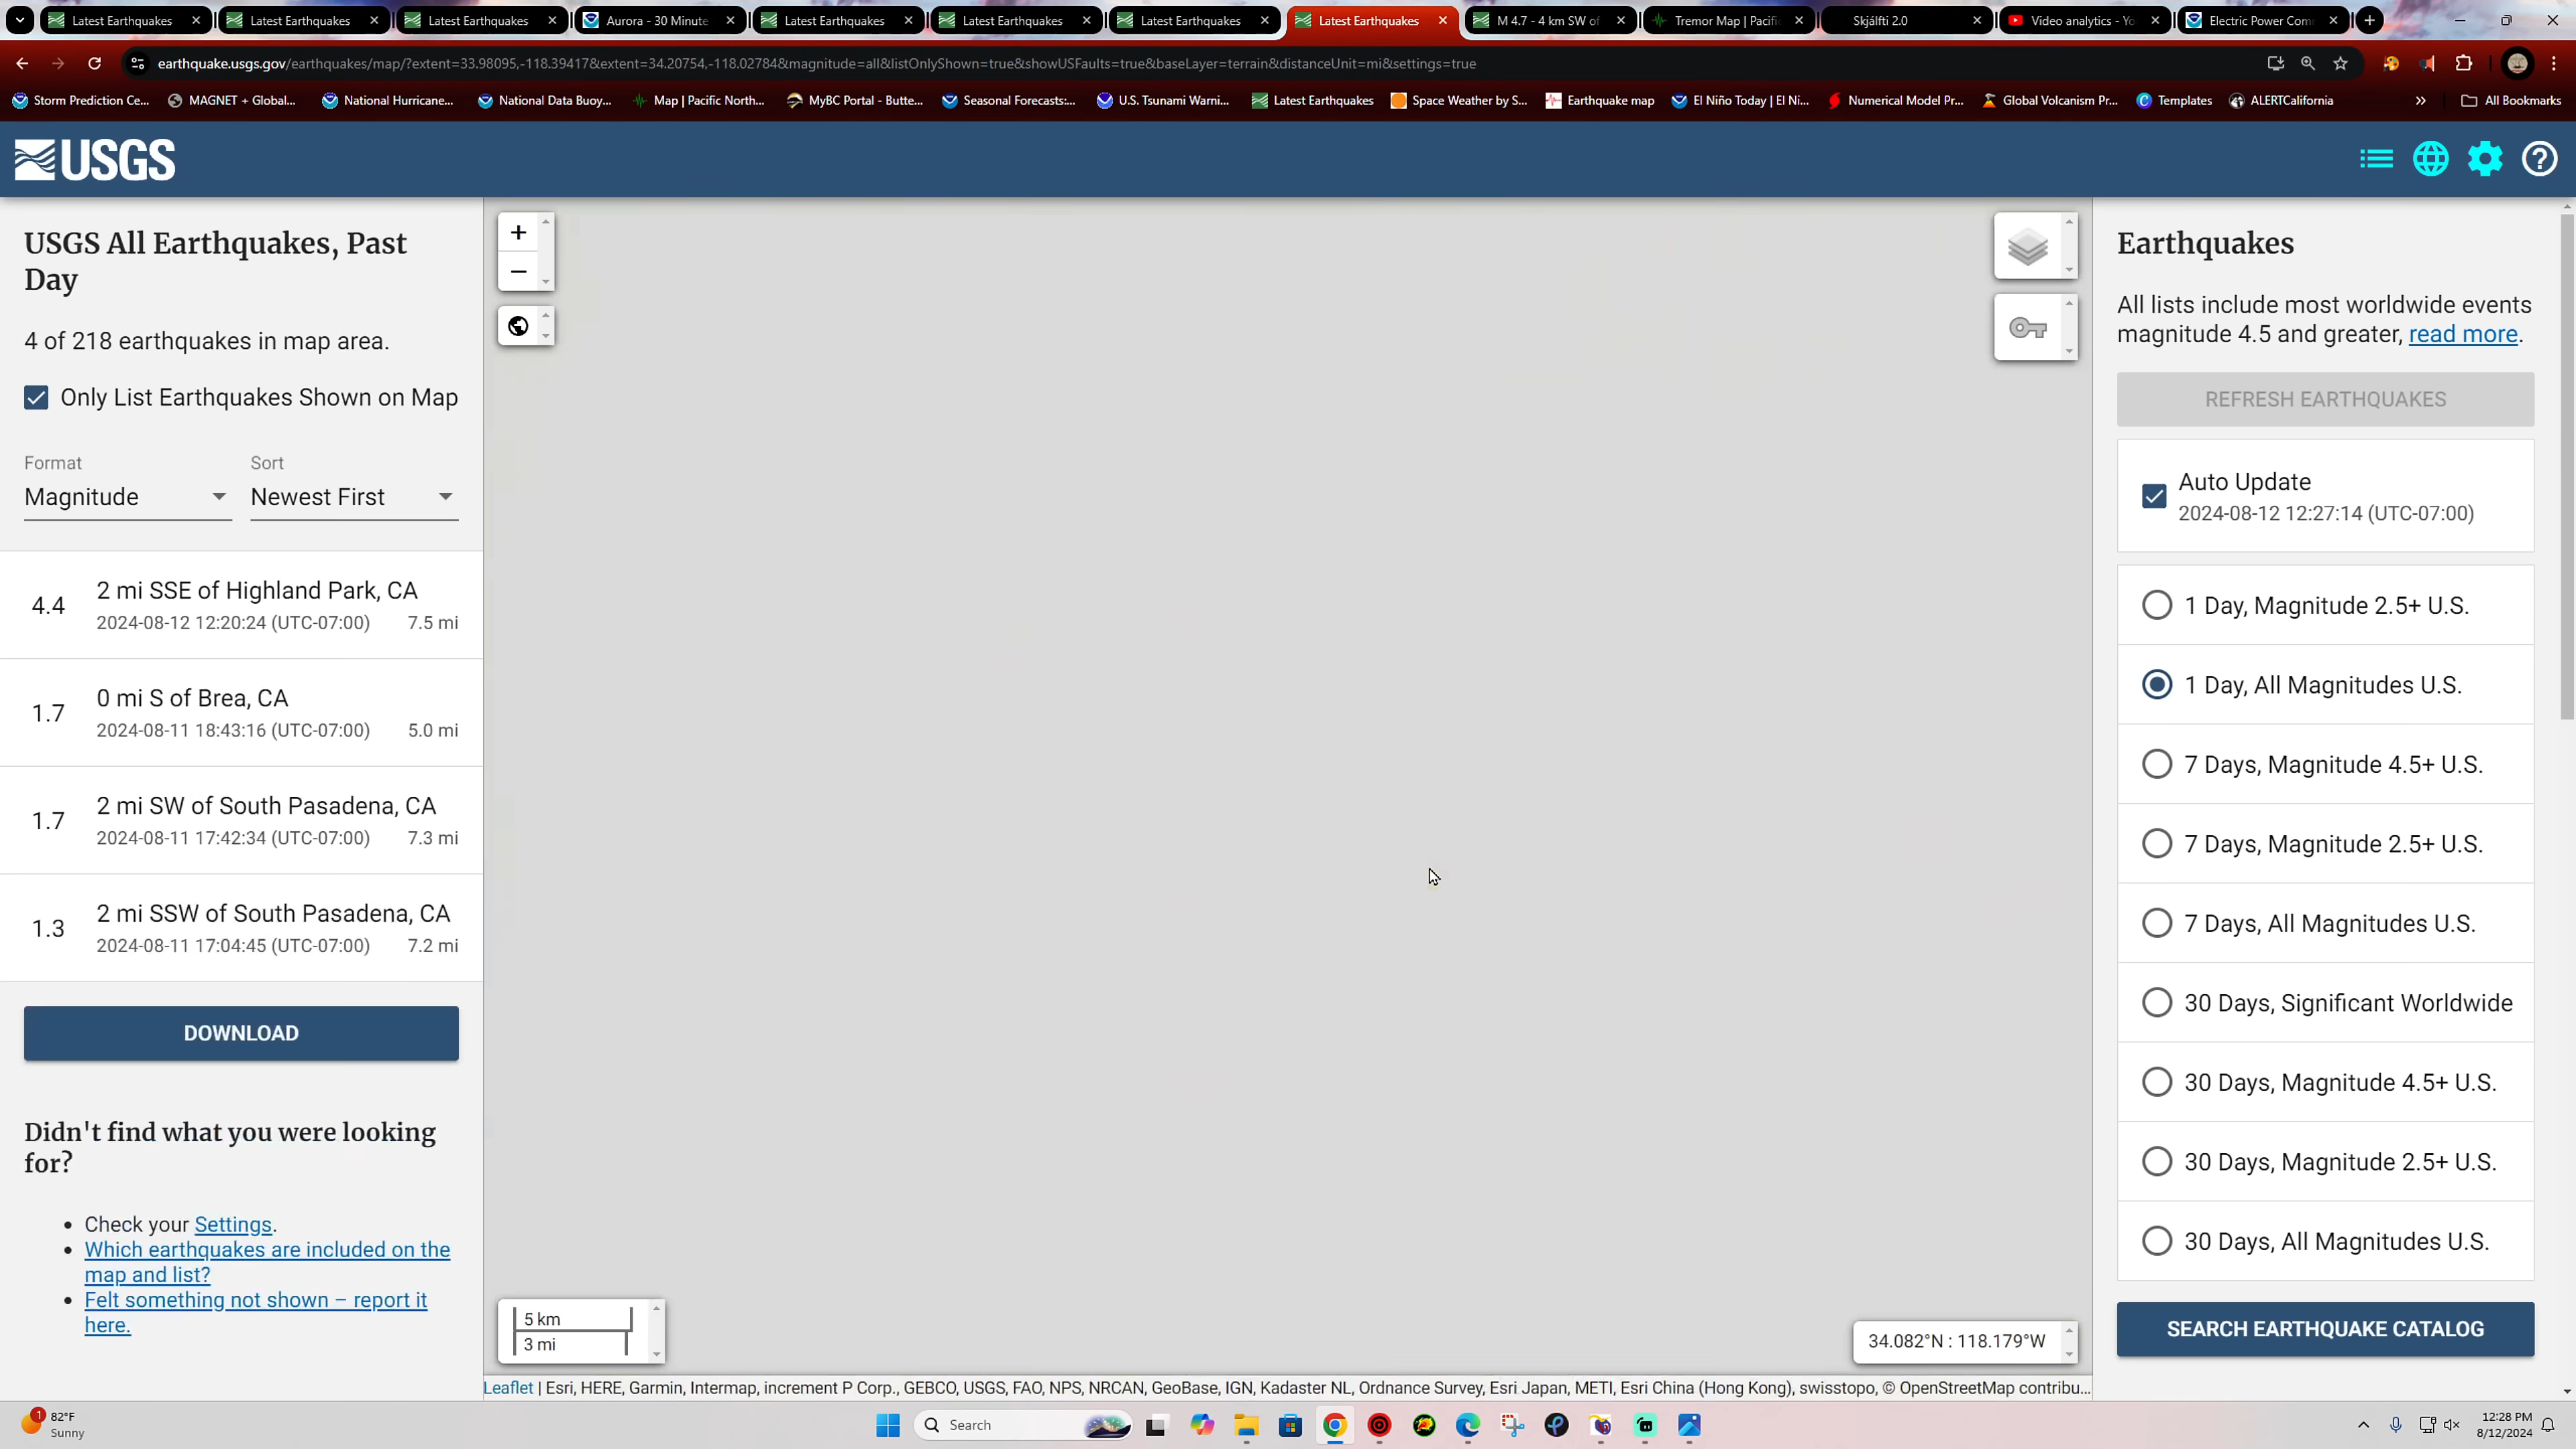 Latest Earthquakes
Latest Earthquakes
Latest Earthquakes
Aurora - 30 Minute
Latest Earthquakes
Latest Earthquakes
Latest Earthquakes
Latest Earthquakes
M 4.7 - 4 km SW of
Tremor Map | Pacifi
Skjálfti 2.0
Video analytics - Yo
Electric Power Com
earthquake.usgs.gov/earthquakes/map/?extent=33.98095,-118.39417&extent=34.20754,-118.02784&magnitude=all&listOnlyShown=true&showUSFaults=true&baseLayer=terrain&distanceUnit=mi&settings=true
Storm Prediction Ce...
MAGNET + Global...
National Hurricane...
National Data Buoy...
Map | Pacific North...
MyBC Portal - Butte...
Seasonal Forecasts:...
U.S. Tsunami Warni...
Latest Earthquakes
Space Weather by S...
Earthquake map
El Niño Today | El Ni...
Numerical Model Pr...
Global Volcanism Pr...
Templates
ALERTCalifornia
All Bookmarks
USGS
USGS All Earthquakes, Past
Day
4 of 218 earthquakes in map area.
Only List Earthquakes Shown on Map
Format
Sort
Magnitude
Newest First
4.4
2 mi SSE of Highland Park, CA
2024-08-12 12:20:24 (UTC-07:00)
7.5 mi
1.7
0 mi S of Brea, CA
2024-08-11 18:43:16 (UTC-07:00)
5.0 mi
1.7
2 mi SW of South Pasadena, CA
2024-08-11 17:42:34 (UTC-07:00)
7.3 mi
1.3
2 mi SSW of South Pasadena, CA
2024-08-11 17:04:45 (UTC-07:00)
7.2 mi
DOWNLOAD
Didn't find what you were looking
for?
Check your Settings.
Which earthquakes are included on the
map and list?
Felt something not shown – report it
here.
+
−
5 km
3 mi
34.082°N : 118.179°W
Leaflet | Esri, HERE, Garmin, Intermap, increment P Corp., GEBCO, USGS, FAO, NPS, NRCAN, GeoBase, IGN, Kadaster NL, Ordnance Survey, Esri Japan, METI, Esri China (Hong Kong), swisstopo, © OpenStreetMap contribu...
Earthquakes
All lists include most worldwide events
magnitude 4.5 and greater, read more.
REFRESH EARTHQUAKES
Auto Update
2024-08-12 12:27:14 (UTC-07:00)
1 Day, Magnitude 2.5+ U.S.
1 Day, All Magnitudes U.S.
7 Days, Magnitude 4.5+ U.S.
7 Days, Magnitude 2.5+ U.S.
7 Days, All Magnitudes U.S.
30 Days, Significant Worldwide
30 Days, Magnitude 4.5+ U.S.
30 Days, Magnitude 2.5+ U.S.
30 Days, All Magnitudes U.S.
SEARCH EARTHQUAKE CATALOG
1
82°F
Sunny
Search
12:28 PM
8/12/2024